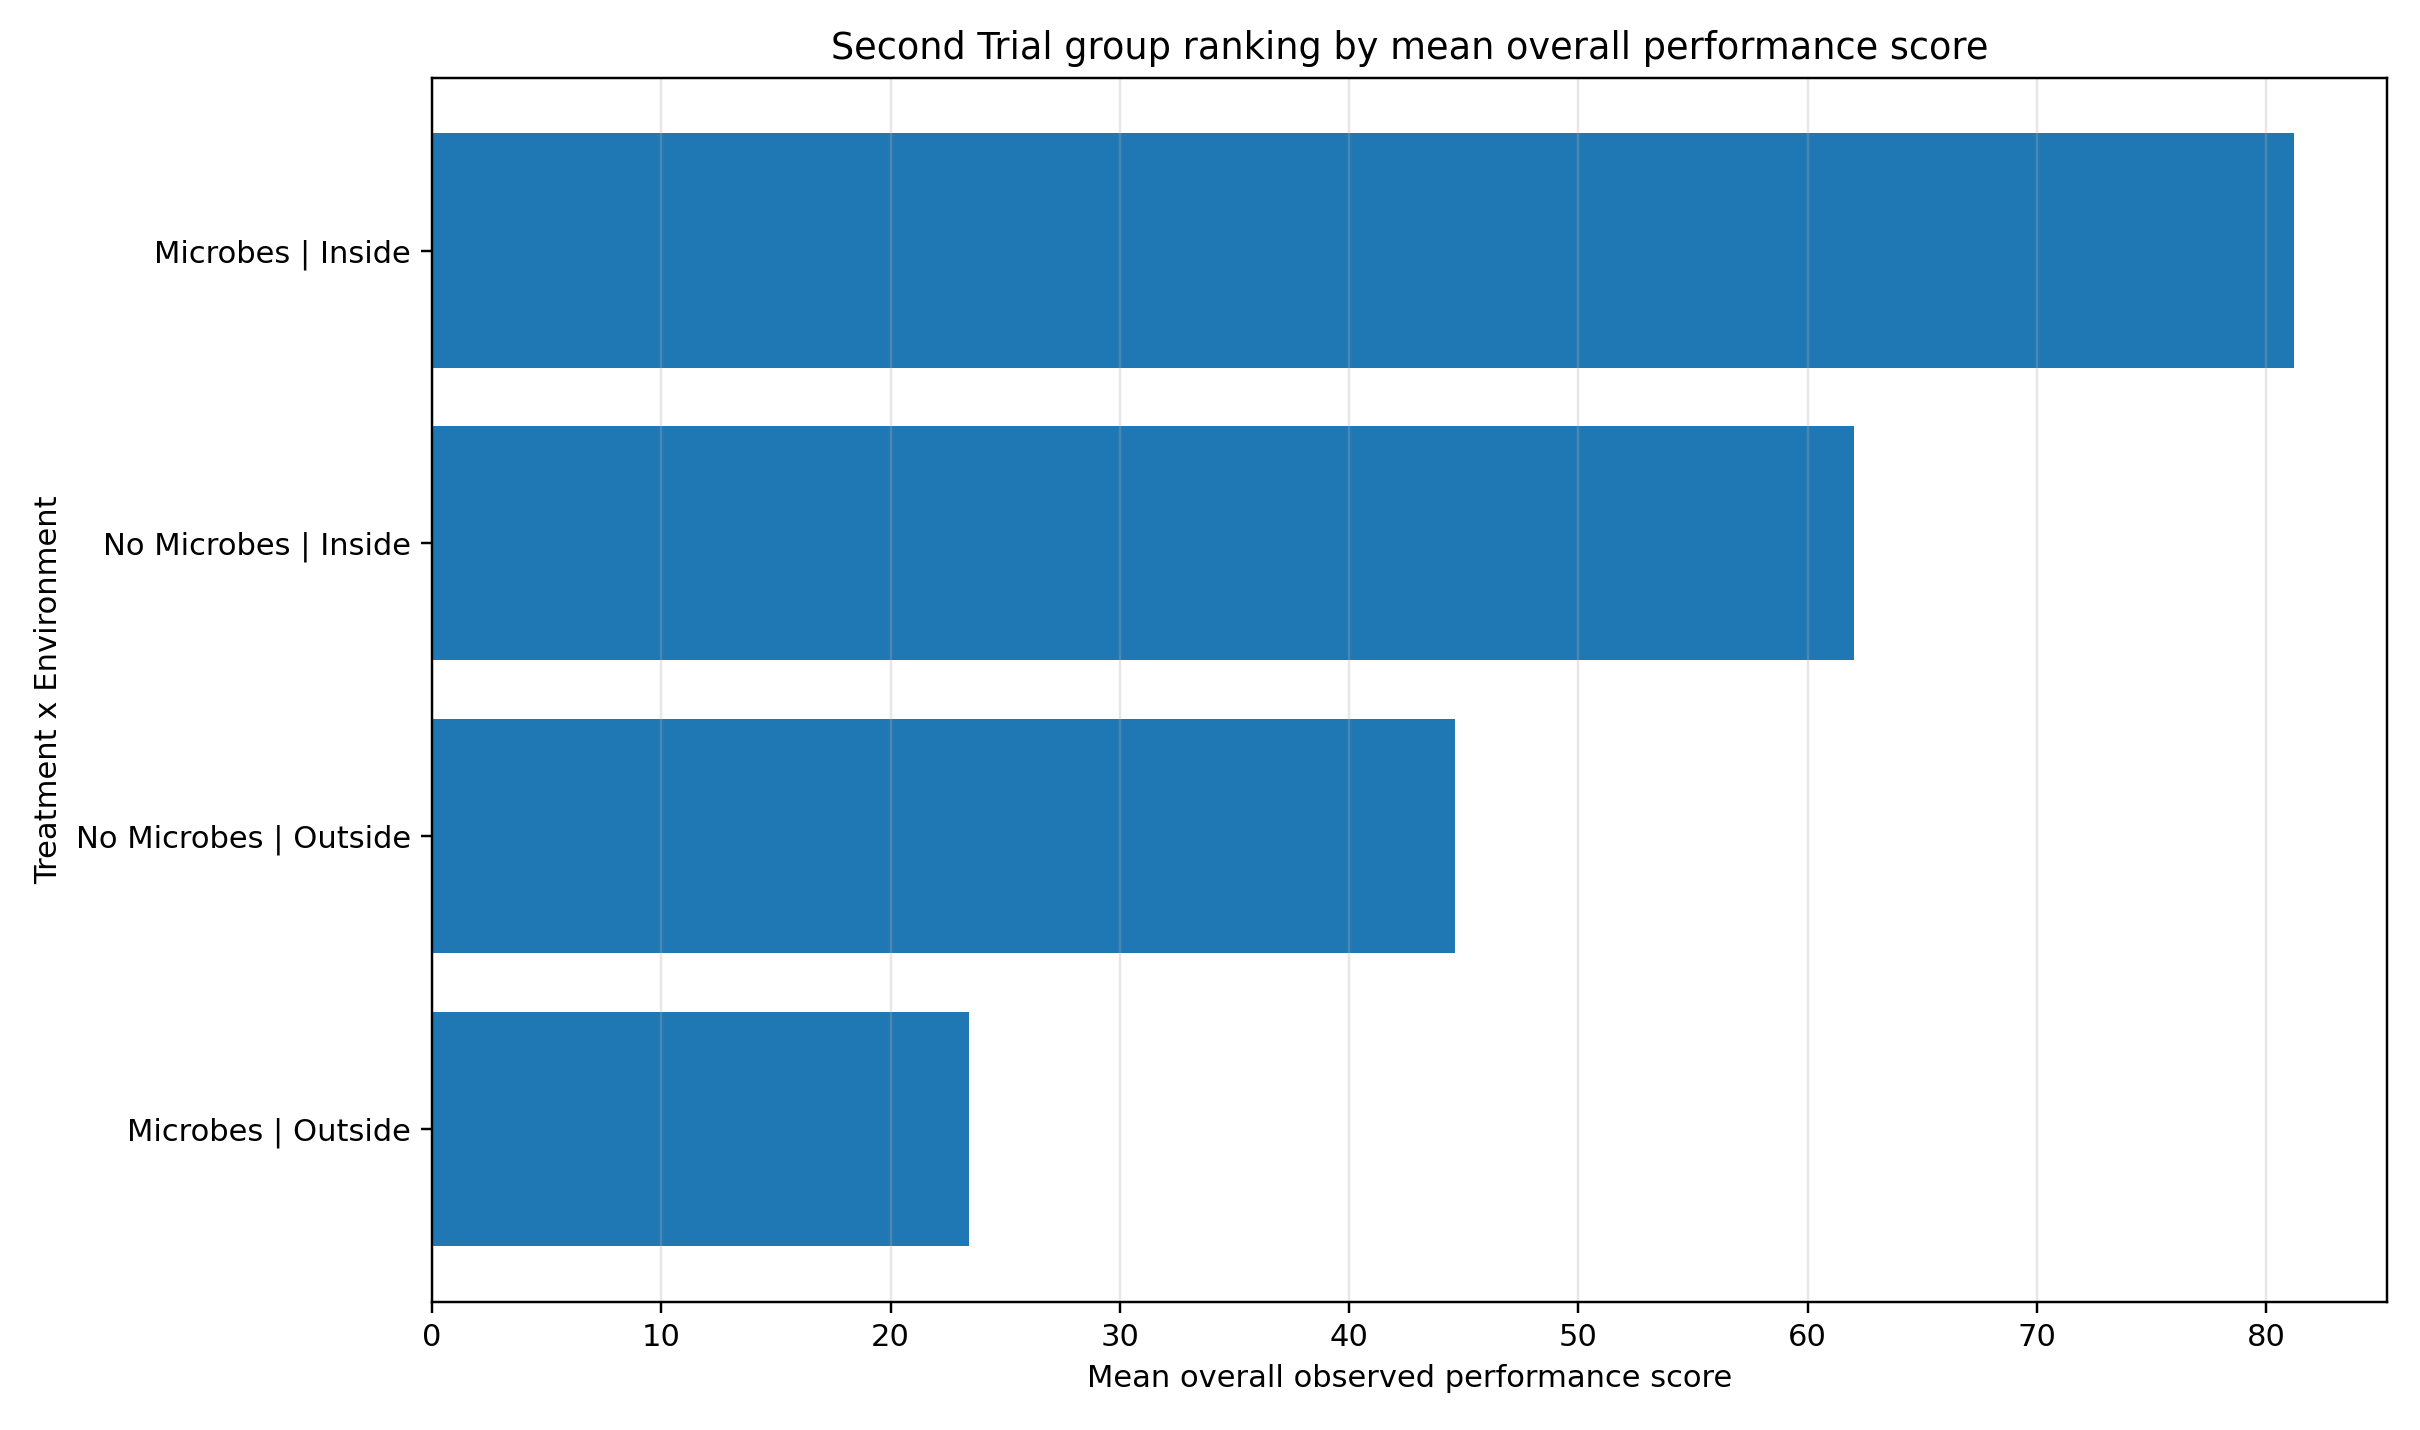 Second Trial group ranking by mean overall performance score
Treatment x Environment
Microbes | Inside
No Microbes | Inside
No Microbes | Outside
Microbes | Outside
0 10 20 30 40 50 60 70 80
Mean overall observed performance score